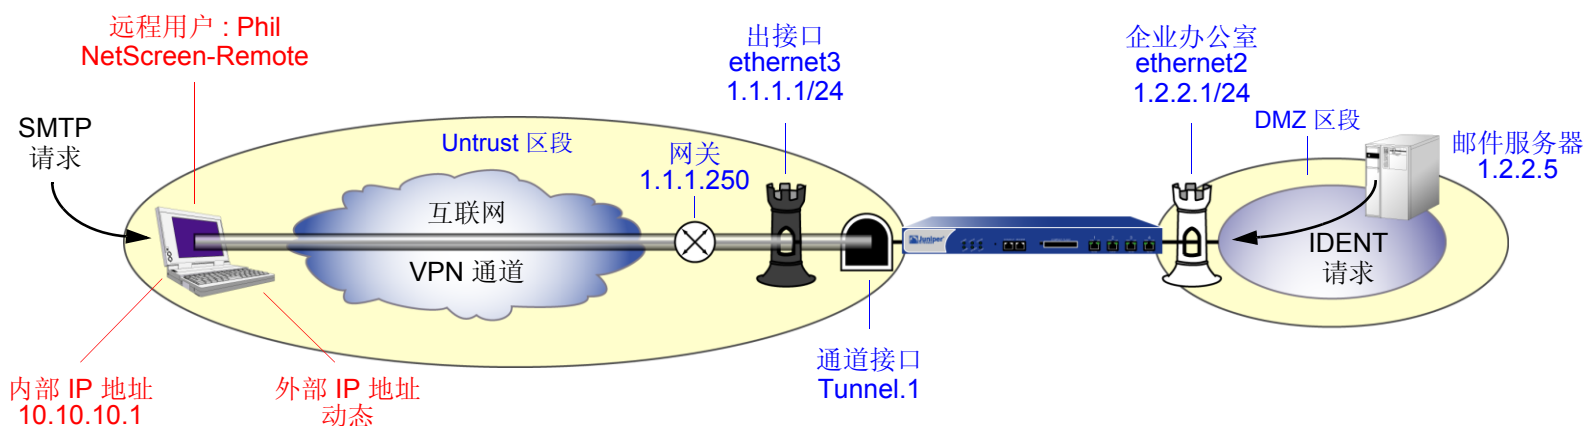 远程用户 : Phil
NetScreen-Remote
出接口
ethernet3
1.1.1.1/24
企业办公室
ethernet2
1.2.2.1/24
SMTP
请求
Untrust 区段
网关
1.1.1.250
DMZ 区段
邮件服务器
1.2.2.5
互联网
VPN 通道
Juniper
IDENT
请求
通道接口
Tunnel.1
内部 IP 地址
10.10.10.1
外部 IP 地址
动态